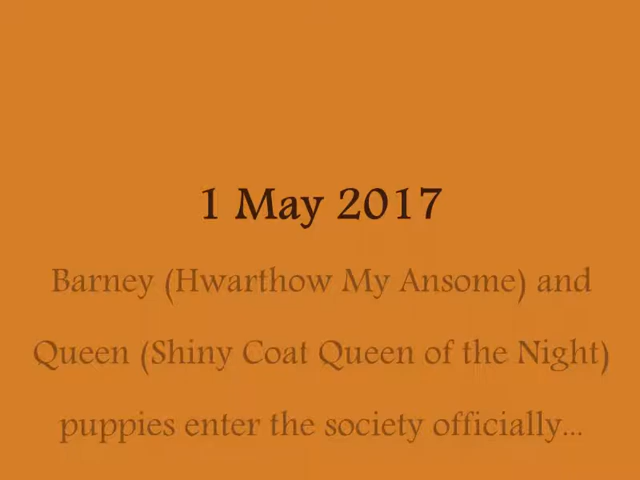 1 May 2017
Barney (Hwarthow My Ansome) and
Queen (Shiny Coat Queen of the Night)
puppies enter the society officially...